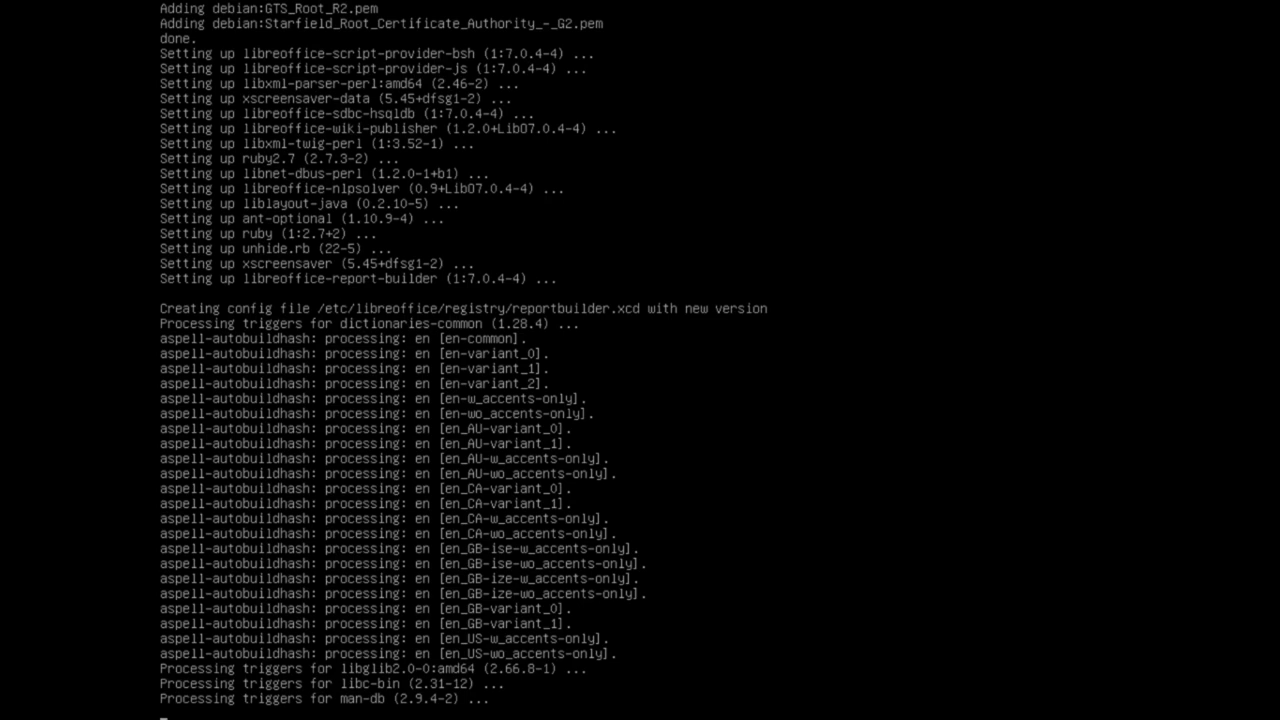 Adding debian:GTS_Root_R2.pem
Adding debian:Starfield_Root_Certificate_Authority_-_G2.pem
done.
Setting up libreoffice-script-provider-bsh (1:7.0.4-4) ...
Setting up libreoffice-script-provider-js (1:7.0.4-4) ...
Setting up libxml-parser-perl:amd64 (2.46-2) ...
Setting up xscreensaver-data (5.45+dfsg1-2) ...
Setting up libreoffice-sdbc-hsqldb (1:7.0.4-4) ...
Setting up libreoffice-wiki-publisher (1.2.0+LibO7.0.4-4) ...
Setting up libxml-twig-perl (1:3.52-1) ...
Setting up ruby2.7 (2.7.3-2) ...
Setting up libnet-dbus-perl (1.2.0-1+b1) ...
Setting up libreoffice-nlpsolver (0.9+LibO7.0.4-4) ...
Setting up liblayout-java (0.2.10-5) ...
Setting up ant-optional (1.10.9-4) ...
Setting up ruby (1:2.7+2) ...
Setting up unhide.rb (22-5) ...
Setting up xscreensaver (5.45+dfsg1-2) ...
Setting up libreoffice-report-builder (1:7.0.4-4) ...
Creating config file /etc/libreoffice/registry/reportbuilder.xcd with new version
Processing triggers for dictionaries-common (1.28.4) ...
aspell-autobuildhash: processing: en [en-common].
aspell-autobuildhash: processing: en [en-variant_0].
aspell-autobuildhash: processing: en [en-variant_1].
aspell-autobuildhash: processing: en [en-variant_2].
aspell-autobuildhash: processing: en [en-w_accents-only].
aspell-autobuildhash: processing: en [en-wo_accents-only].
aspell-autobuildhash: processing: en [en_AU-variant_0].
aspell-autobuildhash: processing: en [en_AU-variant_1].
aspell-autobuildhash: processing: en [en_AU-w_accents-only].
aspell-autobuildhash: processing: en [en_AU-wo_accents-only].
aspell-autobuildhash: processing: en [en_CA-variant_0].
aspell-autobuildhash: processing: en [en_CA-variant_1].
aspell-autobuildhash: processing: en [en_CA-w_accents-only].
aspell-autobuildhash: processing: en [en_CA-wo_accents-only].
aspell-autobuildhash: processing: en [en_GB-ise-w_accents-only].
aspell-autobuildhash: processing: en [en_GB-ise-wo_accents-only].
aspell-autobuildhash: processing: en [en_GB-ize-w_accents-only].
aspell-autobuildhash: processing: en [en_GB-ize-wo_accents-only].
aspell-autobuildhash: processing: en [en_GB-variant_0].
aspell-autobuildhash: processing: en [en_GB-variant_1].
aspell-autobuildhash: processing: en [en_US-w_accents-only].
aspell-autobuildhash: processing: en [en_US-wo_accents-only].
Processing triggers for libglib2.0-0:amd64 (2.66.8-1) ...
Processing triggers for libc-bin (2.31-12) ...
Processing triggers for man-db (2.9.4-2) ...